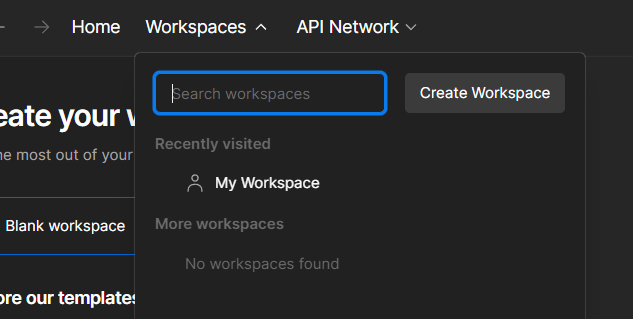 Home Workspaces API Network
Search workspaces Create Workspace
eate your w
Recently visited
ne most out of your
My Workspace
Blank workspace
More workspaces
No workspaces found
ore our templates